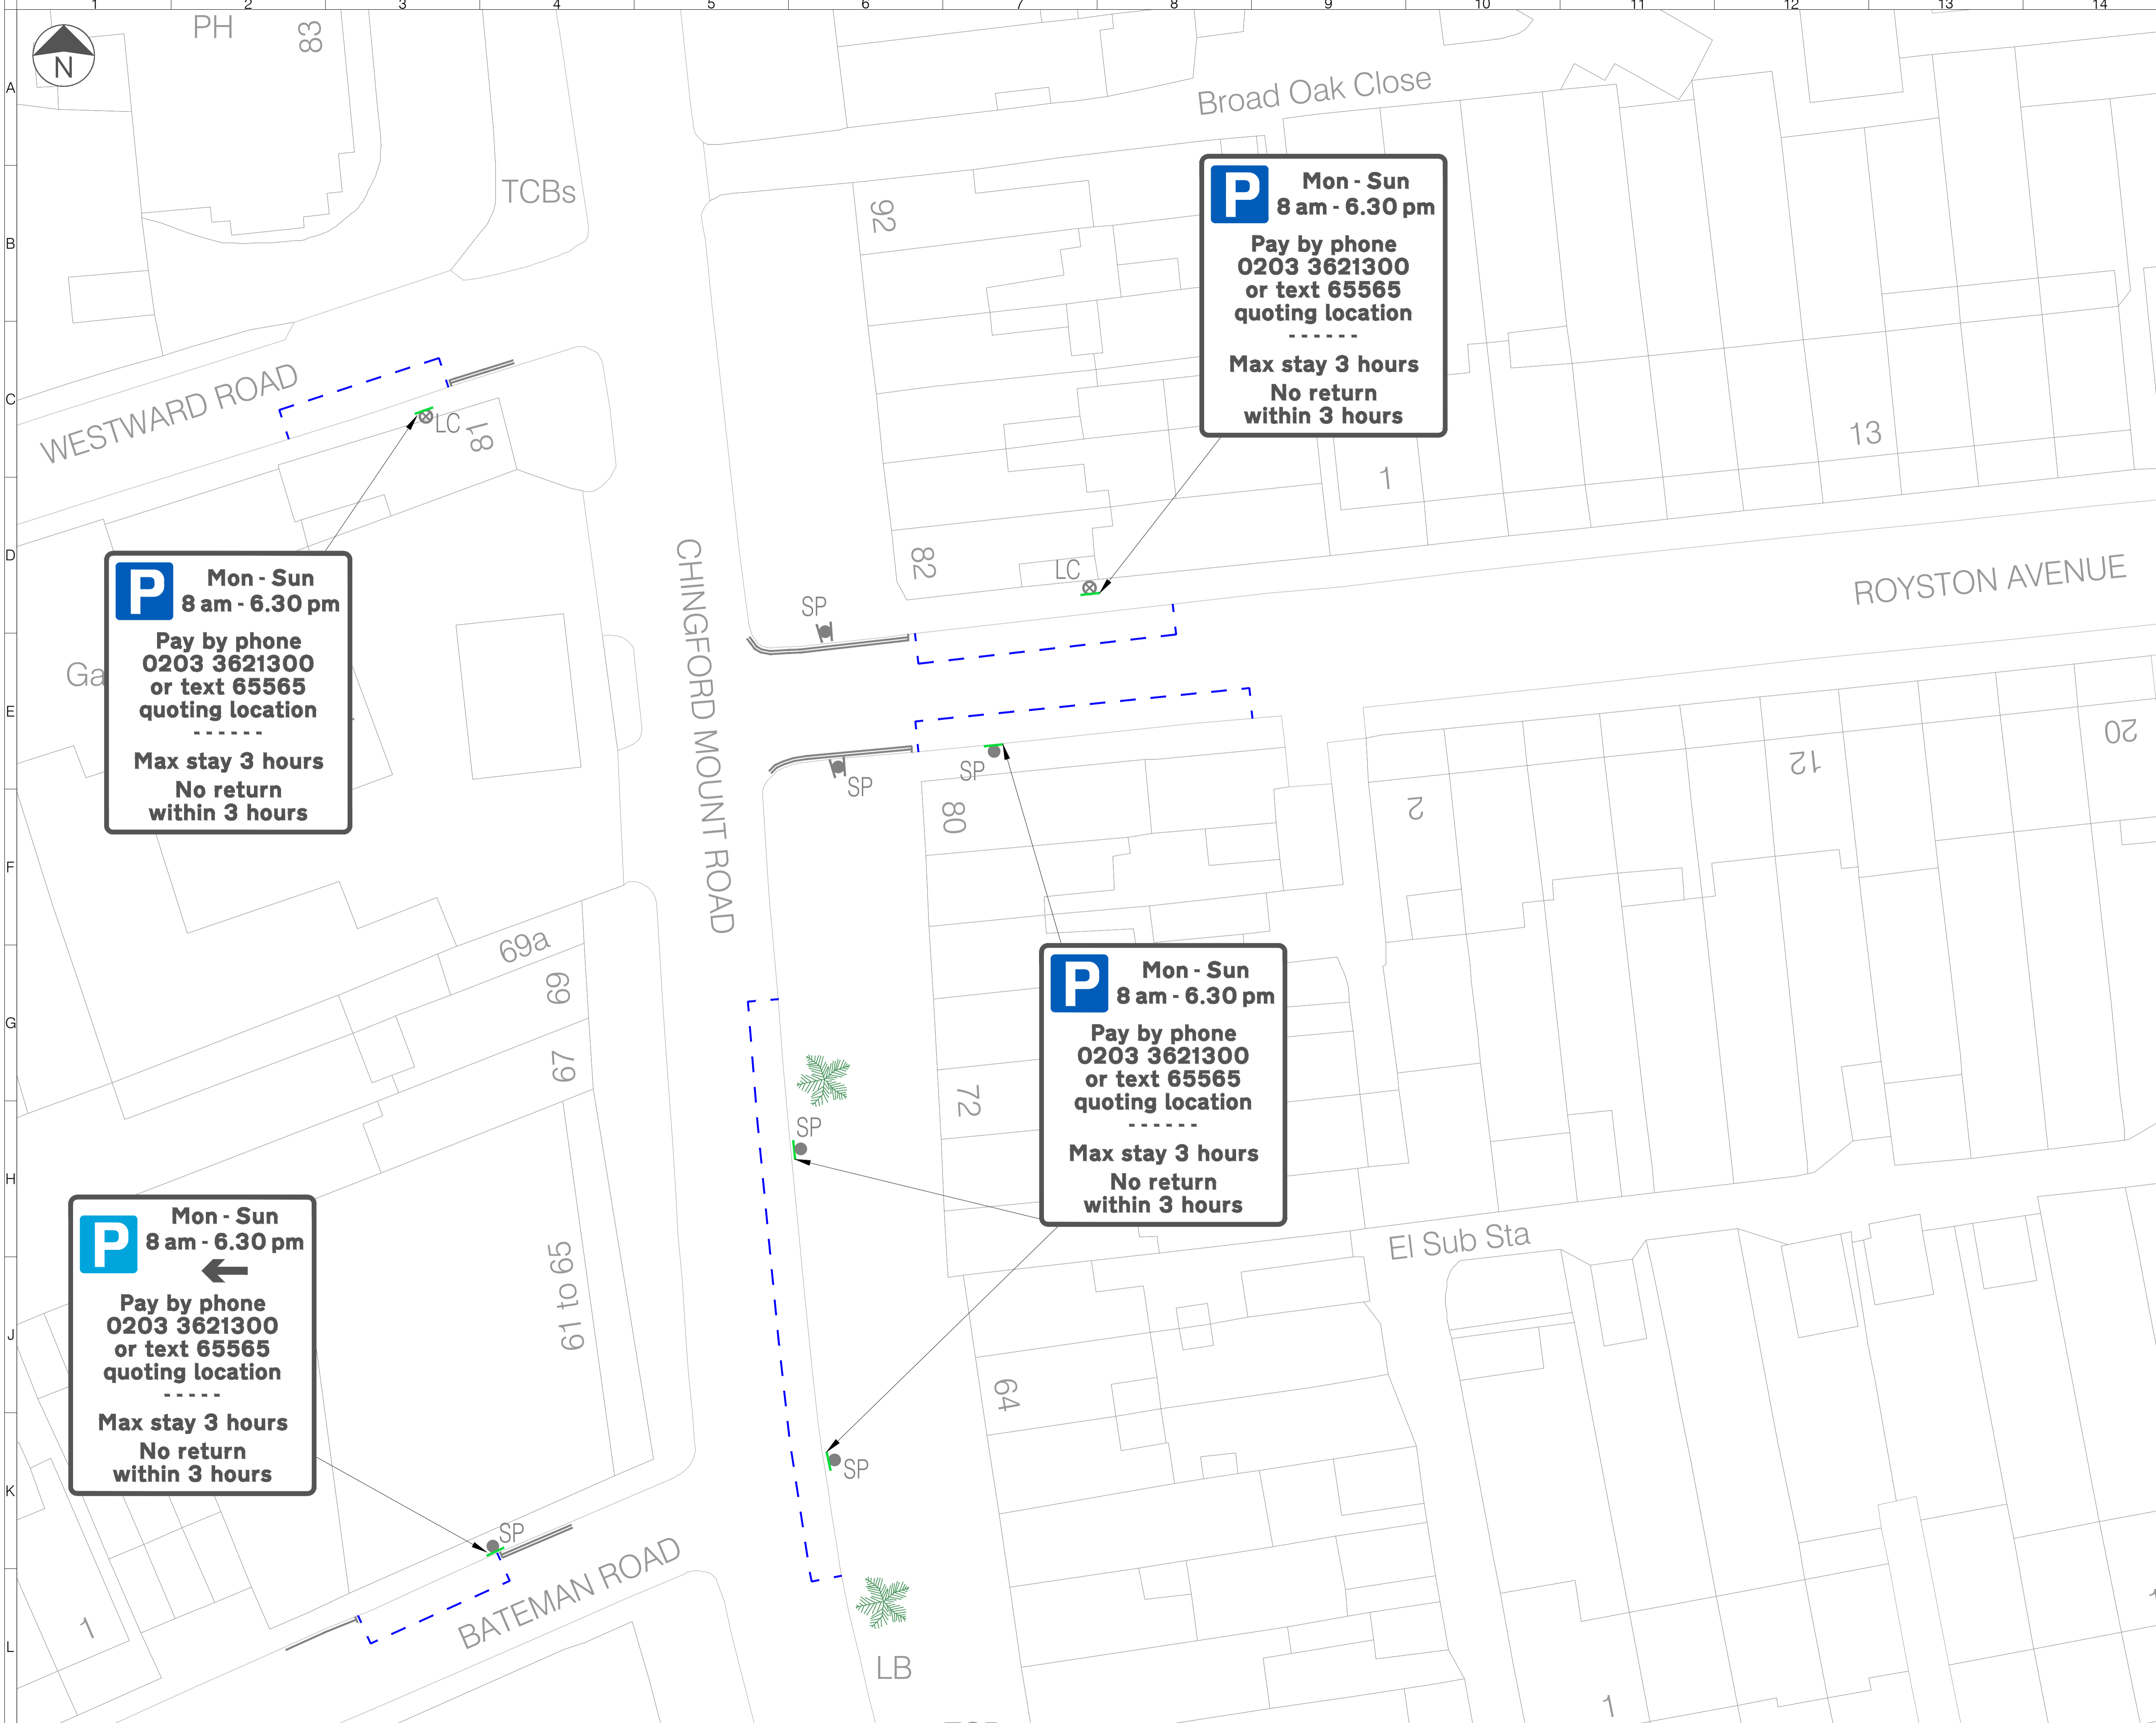 1 2 3 4 5 6 7 8 9 10 11 12 13 14
A
B
C
D
E
F
G
H
J
K
L
N
PH
83
TCBs
Broad Oak Close
92
P
Mon - Sun
8 am - 6.30 pm
Pay by phone
0203 3621300
or text 65565
quoting location
Max stay 3 hours
No return
within 3 hours
WESTWARD ROAD
LC
81
1
13
82
LC
SP
ROYSTON AVENUE
CHINGFORD MOUNT ROAD
P
Mon - Sun
8 am - 6.30 pm
Pay by phone
0203 3621300
or text 65565
quoting location
Max stay 3 hours
No return
within 3 hours
Ga
SP
SP
80
2
12
20
69a
69
67
P
Mon - Sun
8 am - 6.30 pm
Pay by phone
0203 3621300
or text 65565
quoting location
Max stay 3 hours
No return
within 3 hours
72
SP
El Sub Sta
P
Mon - Sun
8 am - 6.30 pm
Pay by phone
0203 3621300
or text 65565
quoting location
Max stay 3 hours
No return
within 3 hours
61 to 65
64
SP
SP
BATEMAN ROAD
1
LB
1